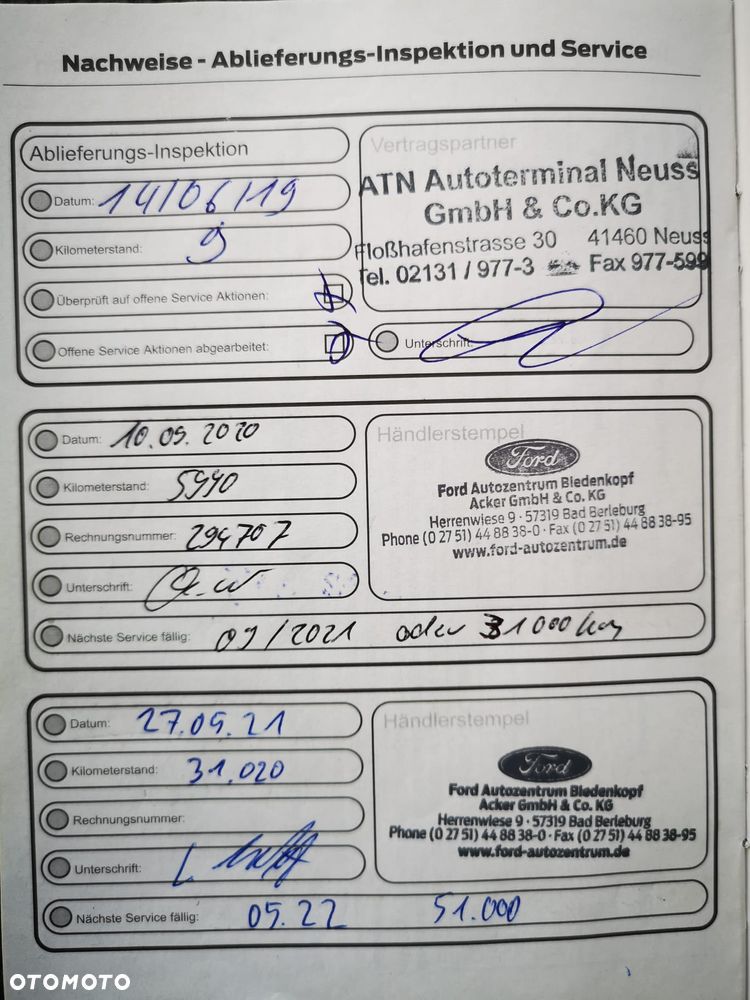 Nachweise - Ablieferungs-Inspektion und Service
Ablieferungs-Inspektion
Datum: 14/06/19
Kilometerstand: 9
Überprüft auf offene Service Aktionen:
Offene Service Aktionen abgearbeitet:
Vertragspartner
ATN Autoterminal Neuss
GmbH & Co.KG
Floßhafenstrasse 30 41460 Neuss
Tel. 02131 / 977-3 Fax 977-599
Unterschrift:
Datum: 10.09.2020
Kilometerstand: 5990
Rechnungsnummer: 294707
Unterschrift:
Nächste Service fällig: 09/2021 oder 31000 km
Händlerstempel
Ford
Ford Autozentrum Biedenkopf
Acker GmbH & Co. KG
Herrenwiese 9 · 57319 Bad Berleburg
Phone (0 27 51) 44 88 38-0 · Fax (0 27 51) 44 88 38-95
www.ford-autozentrum.de
Datum: 27.05.21
Kilometerstand: 31.020
Rechnungsnummer:
Unterschrift:
Nächste Service fällig: 05.22 51.000
Händlerstempel
Ford
Ford Autozentrum Biedenkopf
Acker GmbH & Co. KG
Herrenwiese 9 · 57319 Bad Berleburg
Phone (0 27 51) 44 88 38-0 · Fax (0 27 51) 44 88 38-95
www.ford-autozentrum.de
OTOMOTO